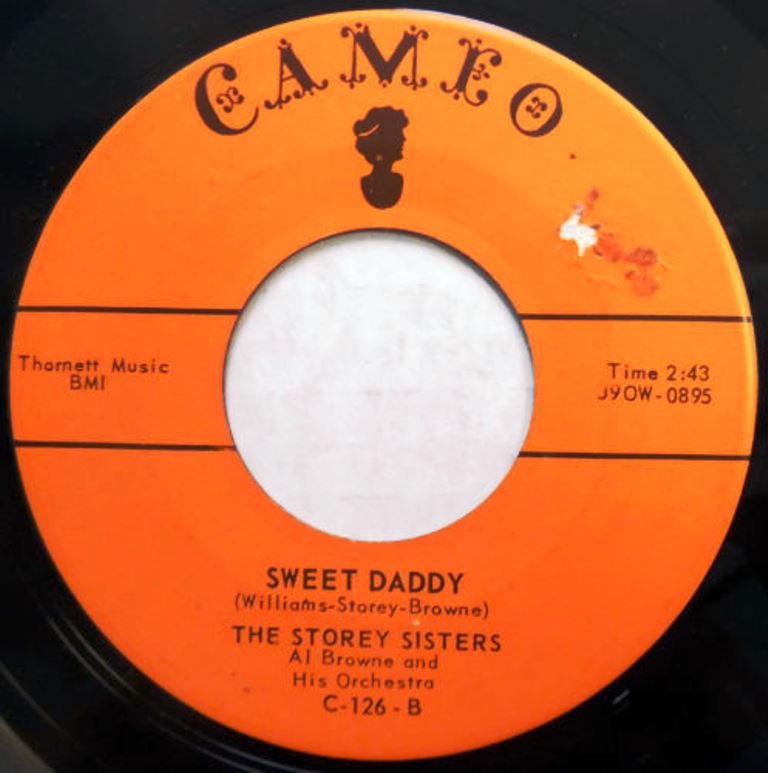 CAMEO
Thornett Music
BMI
Time 2:43
J9OW-0895
SWEET DADDY
(Williams-Storey-Browne)
THE STOREY SISTERS
Al Browne and
His Orchestra
C-126 - B